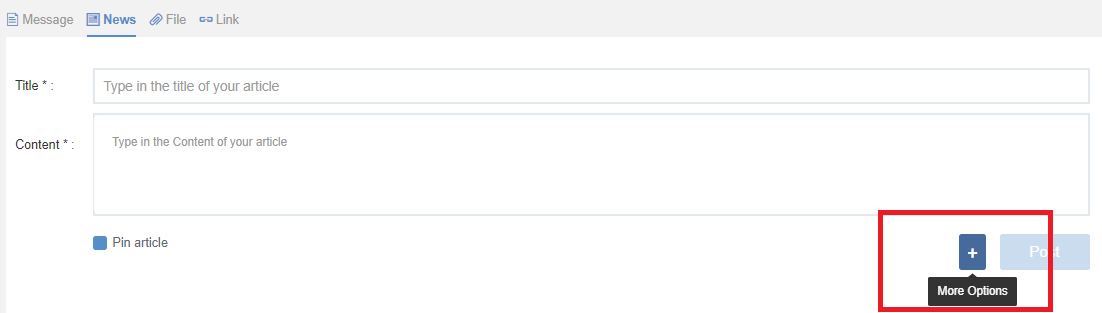 Message News File Link
Title * : Type in the title of your article
Content * : Type in the Content of your article
Pin article + Post
More Options